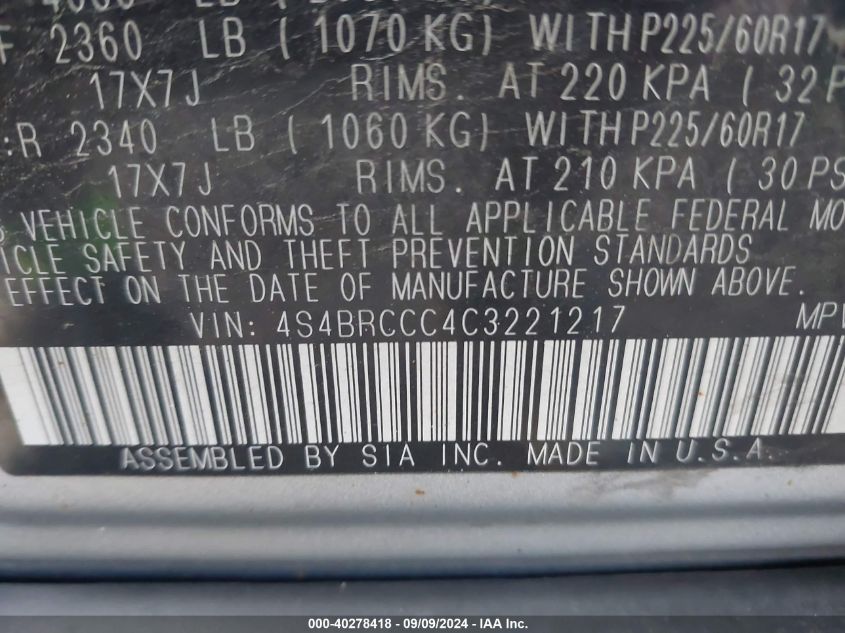 F 2360 LB ( 1070 KG) WITH P225/60R17
17X7J RIMS. AT 220 KPA ( 32
R 2340 LB ( 1060 KG) WITH P225/60R17
17X7J RIMS. AT 210 KPA ( 30 PS
VEHICLE CONFORMS TO ALL APPLICABLE FEDERAL MO
ICLE SAFETY AND THEFT PREVENTION STANDARDS
EFFECT ON THE DATE OF MANUFACTURE SHOWN ABOVE.
VIN: 4S4BRCCC4C3221217 MPV
ASSEMBLED BY SIA INC. MADE IN U.S.A.
000-40278418 - 09/09/2024 - IAA Inc.